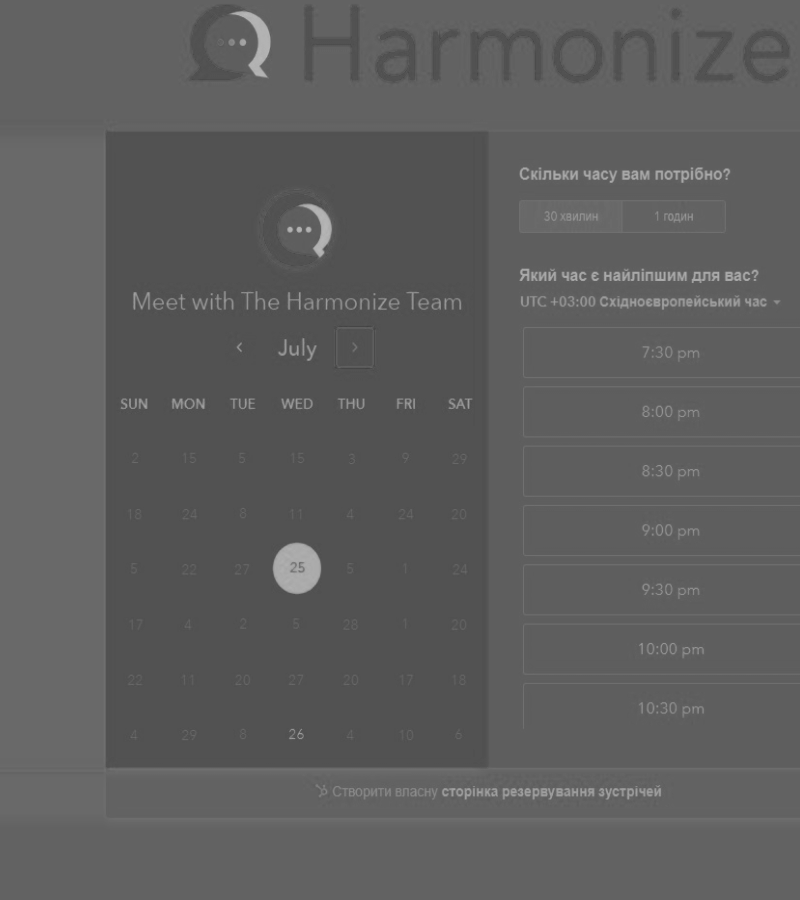 Harmonize
Meet with The Harmonize Team
July
SUN MON TUE WED THU FRI SAT
2 15 5 15 3 9 29
18 24 8 11 4 24 20
5 22 27 25 5 1 24
17 4 2 5 28 1 20
22 11 20 27 20 17 18
4 29 8 26 4 10 6
Скільки часу вам потрібно?
30 хвилин 1 годин
Який час є найліпшим для вас?
UTC +03:00 Східноєвропейський час
7:30 pm
8:00 pm
8:30 pm
9:00 pm
9:30 pm
10:00 pm
10:30 pm
Створити власну сторінка резервування зустрічей